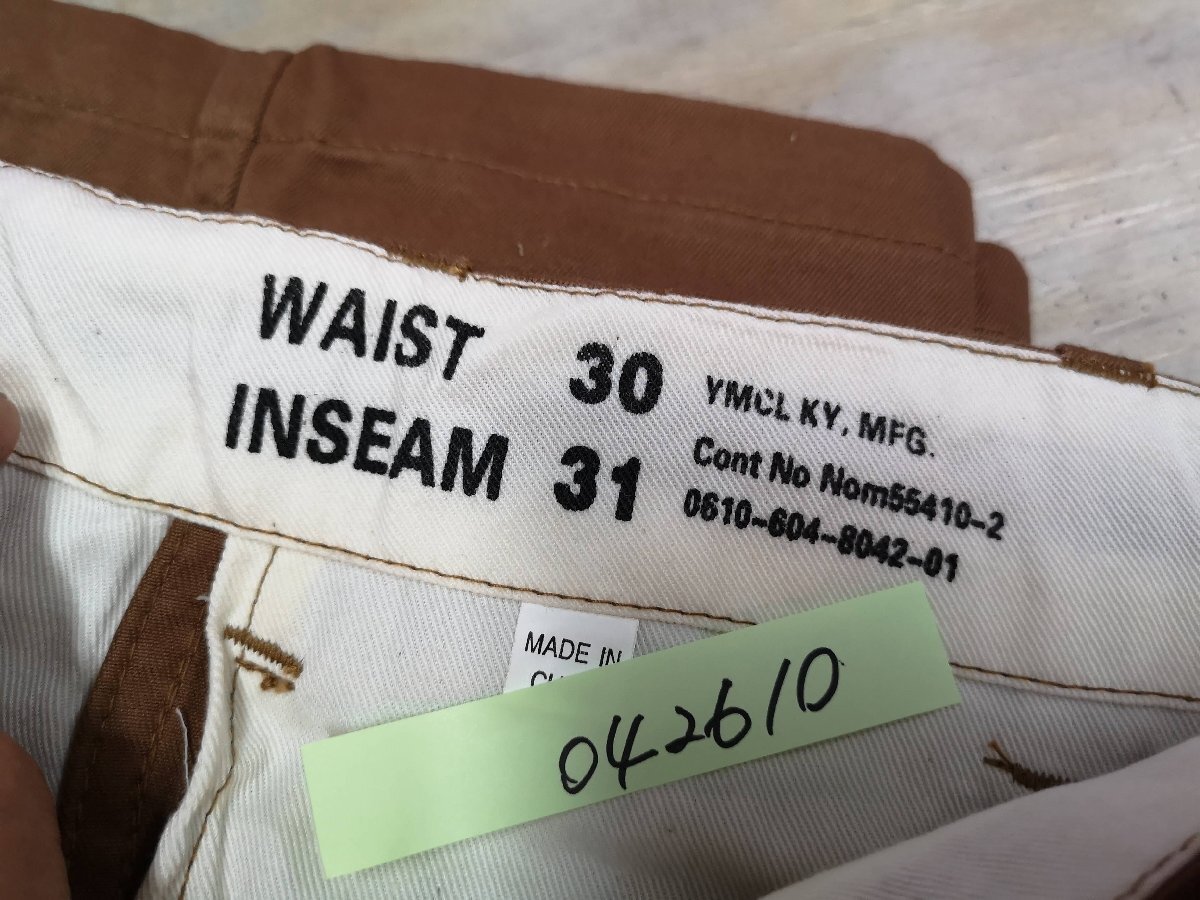 WAIST 30
INSEAM 31
YMCL KY, MFG.
Cont No Nom55410-2
0610-604-8042-01
MADE IN
042610